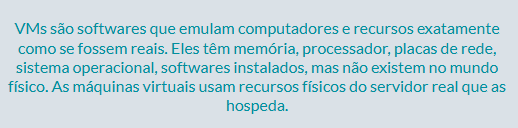 VMs são softwares que emulam computadores e recursos exatamente
como se fossem reais. Eles têm memória, processador, placas de rede,
sistema operacional, softwares instalados, mas não existem no mundo
físico. As máquinas virtuais usam recursos físicos do servidor real que as
hospeda.